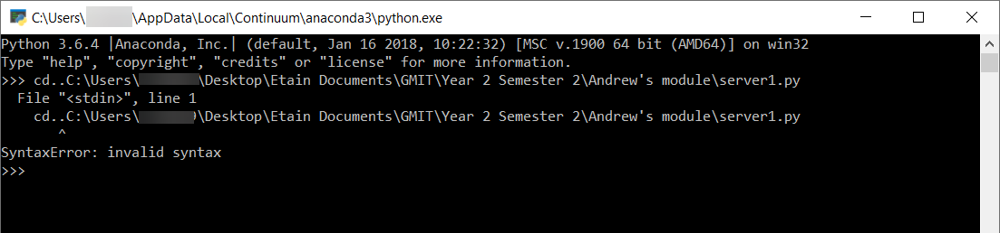 C:\Users\ \AppData\Local\Continuum\anaconda3\python.exe
Python 3.6.4 |Anaconda, Inc.| (default, Jan 16 2018, 10:22:32) [MSC v.1900 64 bit (AMD64)] on win32
Type "help", "copyright", "credits" or "license" for more information.
>>> cd..C:\Users\ \Desktop\Etain Documents\GMIT\Year 2 Semester 2\Andrew's module\server1.py
  File "<stdin>", line 1
    cd..C:\Users\ \Desktop\Etain Documents\GMIT\Year 2 Semester 2\Andrew's module\server1.py
       ^
SyntaxError: invalid syntax
>>>